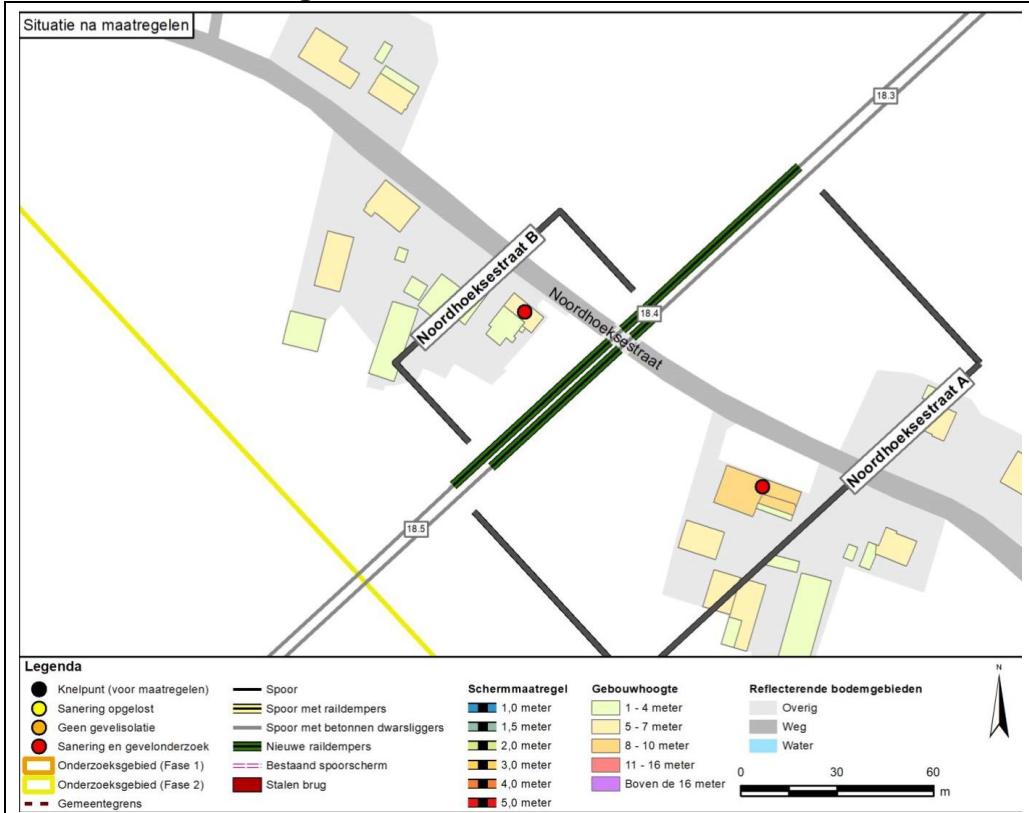 Situatie na maatregelen
18.3
Noordhoeksestraat B
Noordhoeksestraat
18.4
Noordhoeksestraat A
18.5
Legenda
Knelpunt (voor maatregelen)
Sanering opgelost
Geen gevelisolatie
Sanering en gevelonderzoek
Onderzoeksgebied (Fase 1)
Onderzoeksgebied (Fase 2)
Gemeentegrens
Spoor
Spoor met raildempers
Spoor met betonnen dwarsliggers
Nieuwe raildempers
Bestaand spoorscherm
Stalen brug
Schermmaatregel
1,0 meter
1,5 meter
2,0 meter
3,0 meter
4,0 meter
5,0 meter
Gebouwhoogte
1 - 4 meter
5 - 7 meter
8 - 10 meter
11 - 16 meter
Boven de 16 meter
Reflecterende bodemgebieden
Overig
Weg
Water
N
0 30 60
m